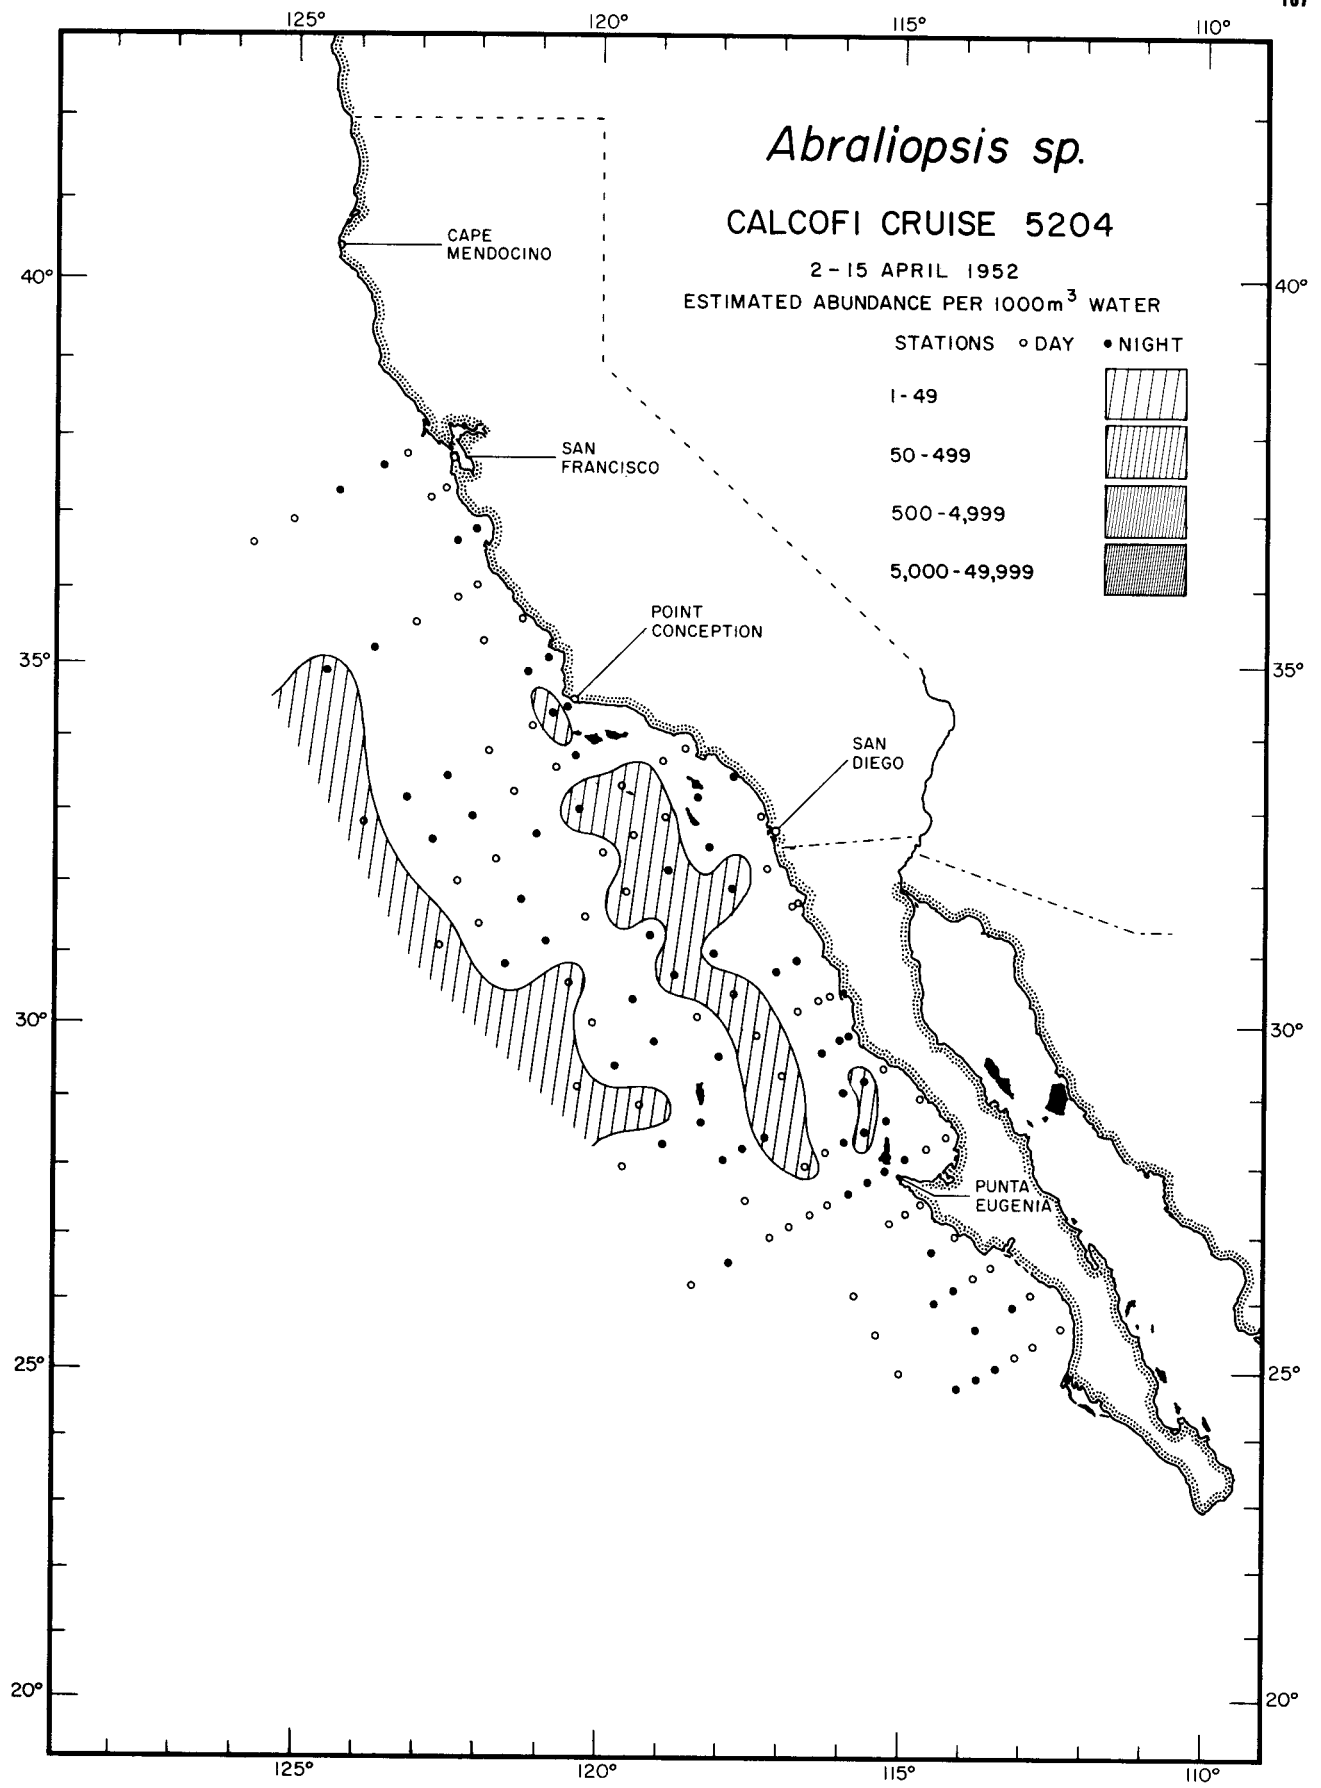 125°
120°
115°
110°
Abraliopsis sp.
CALCOFI CRUISE 5204
2-15 APRIL 1952
ESTIMATED ABUNDANCE PER 1000m³ WATER
STATIONS ○ DAY ● NIGHT
1-49
50-499
500-4,999
5,000-49,999
CAPE
MENDOCINO
40°
40°
SAN
FRANCISCO
POINT
CONCEPTION
35°
35°
SAN
DIEGO
30°
30°
PUNTA
EUGENIA
25°
25°
20°
20°
125°
120°
115°
110°